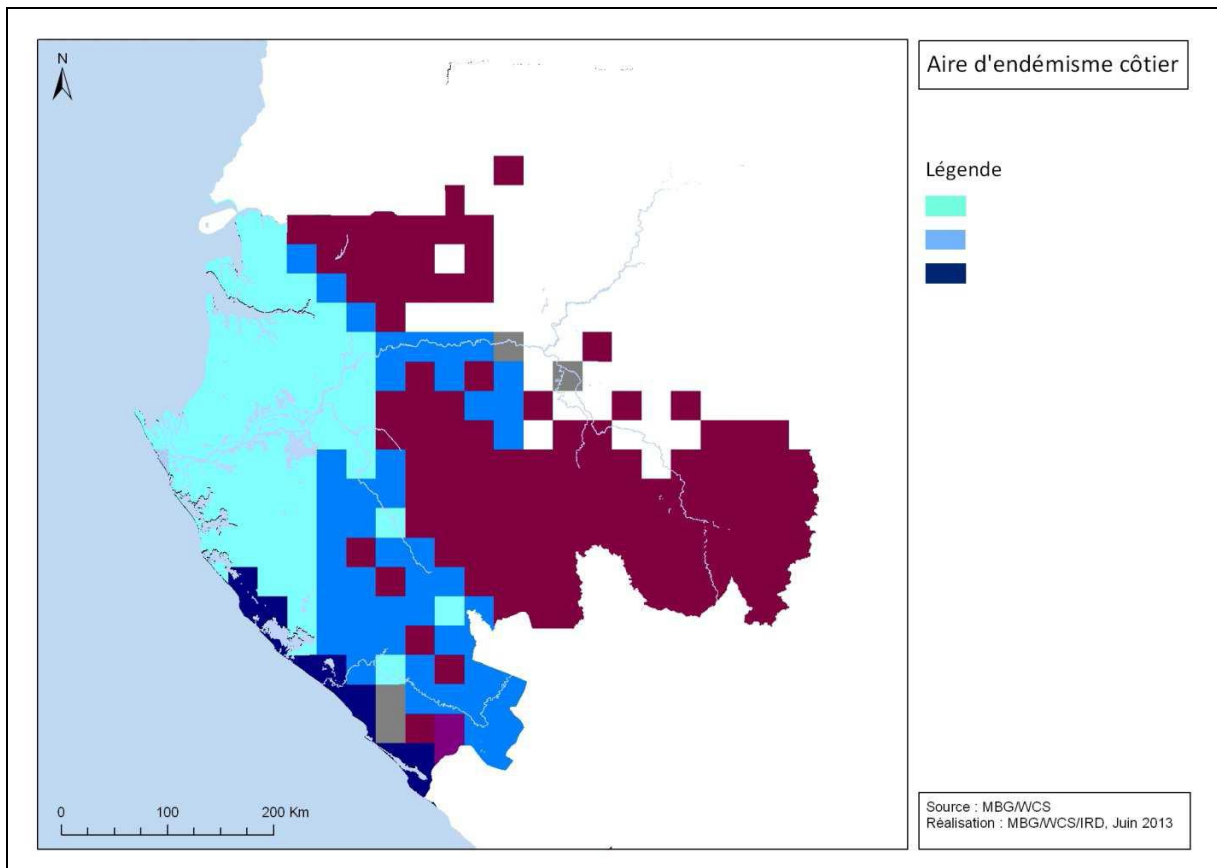 Aire d'endémisme côtier
N
Légende
0 100 200 Km
Source : MBG/WCS
Réalisation : MBG/WCS/IRD, Juin 2013